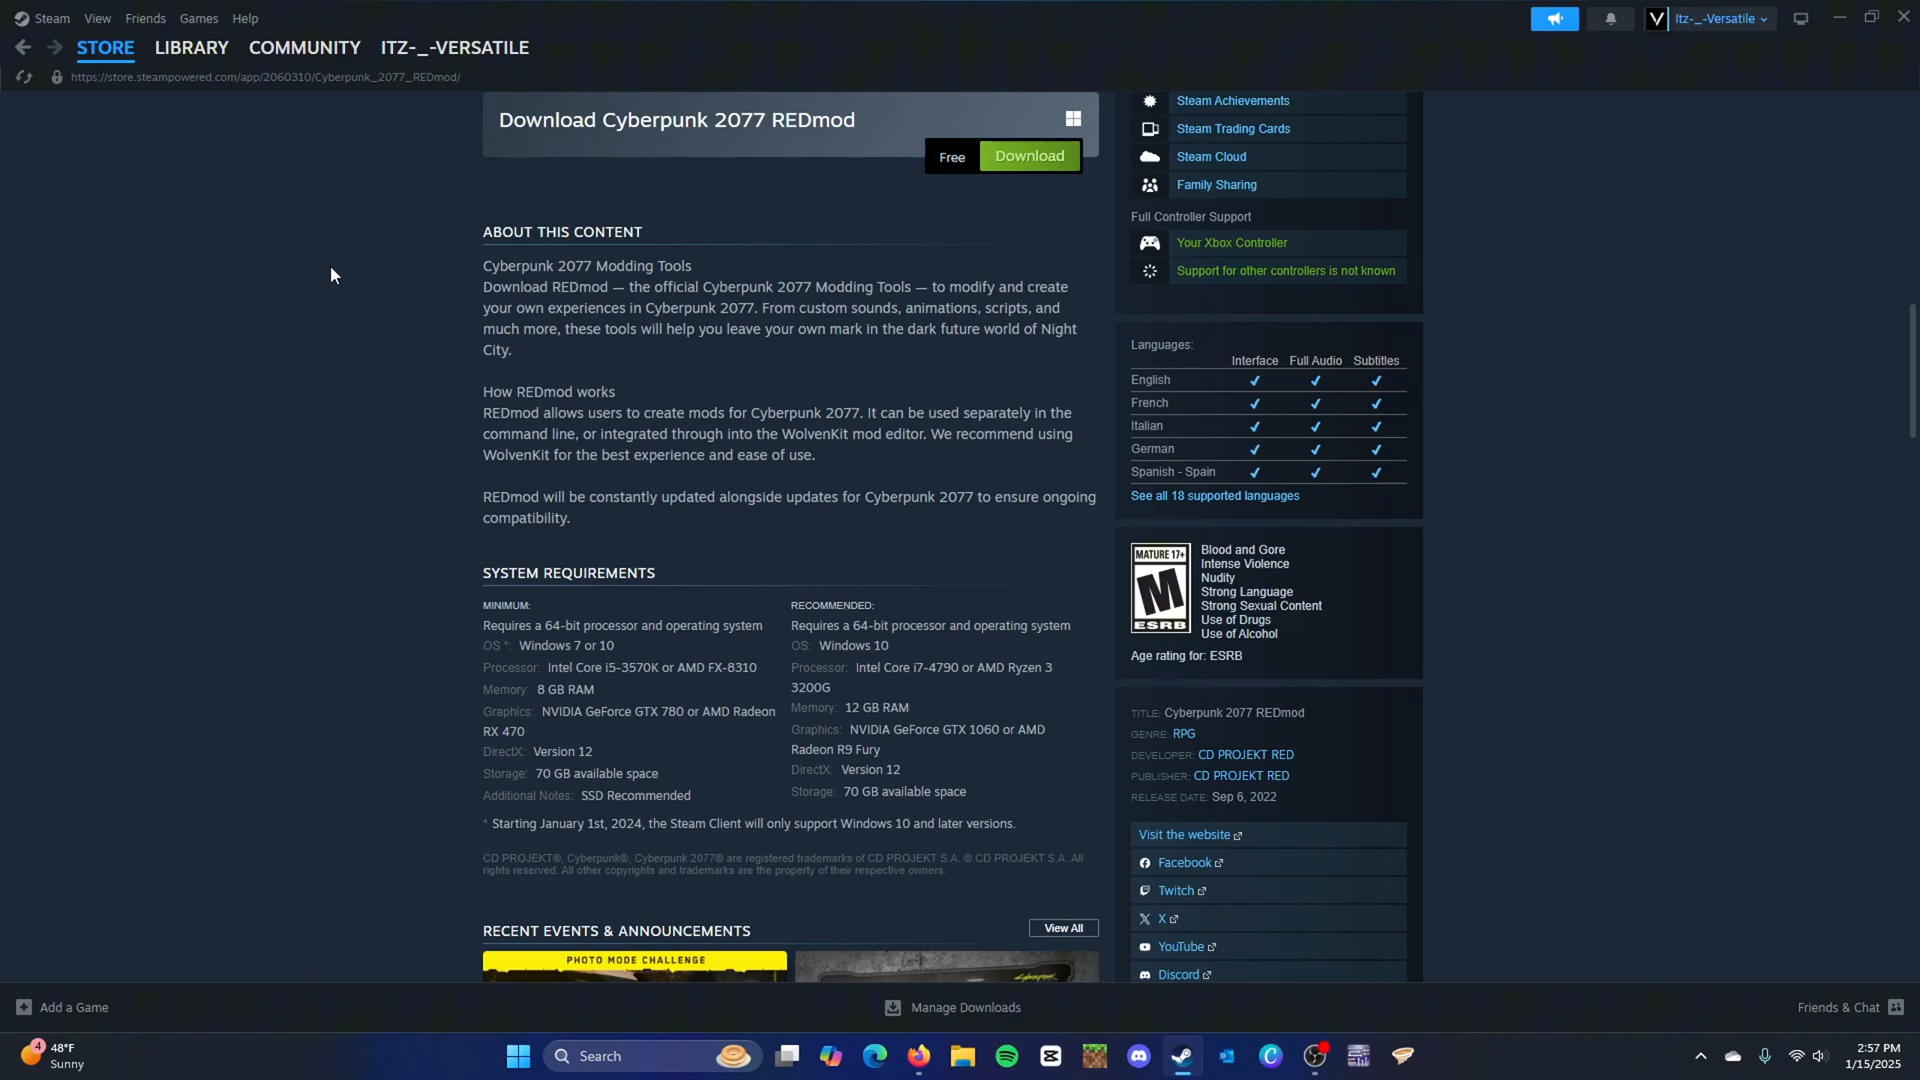 Steam View Friends Games Help
V Itz-_-Versatile
STORE LIBRARY COMMUNITY ITZ-_-VERSATILE
https://store.steampowered.com/app/2060310/Cyberpunk_2077_REDmod/
Download Cyberpunk 2077 REDmod
Free Download
ABOUT THIS CONTENT
Cyberpunk 2077 Modding Tools
Download REDmod — the official Cyberpunk 2077 Modding Tools — to modify and create
your own experiences in Cyberpunk 2077. From custom sounds, animations, scripts, and
much more, these tools will help you leave your own mark in the dark future world of Night
City.
How REDmod works
REDmod allows users to create mods for Cyberpunk 2077. It can be used separately in the
command line, or integrated through into the WolvenKit mod editor. We recommend using
WolvenKit for the best experience and ease of use.
REDmod will be constantly updated alongside updates for Cyberpunk 2077 to ensure ongoing
compatibility.
SYSTEM REQUIREMENTS
MINIMUM:
Requires a 64-bit processor and operating system
OS *: Windows 7 or 10
Processor: Intel Core i5-3570K or AMD FX-8310
Memory: 8 GB RAM
Graphics: NVIDIA GeForce GTX 780 or AMD Radeon
RX 470
DirectX: Version 12
Storage: 70 GB available space
Additional Notes: SSD Recommended
RECOMMENDED:
Requires a 64-bit processor and operating system
OS: Windows 10
Processor: Intel Core i7-4790 or AMD Ryzen 3
3200G
Memory: 12 GB RAM
Graphics: NVIDIA GeForce GTX 1060 or AMD
Radeon R9 Fury
DirectX: Version 12
Storage: 70 GB available space
* Starting January 1st, 2024, the Steam Client will only support Windows 10 and later versions.
CD PROJEKT®, Cyberpunk®, Cyberpunk 2077® are registered trademarks of CD PROJEKT S.A. © CD PROJEKT S.A. All
rights reserved. All other copyrights and trademarks are the property of their respective owners.
RECENT EVENTS & ANNOUNCEMENTS
View All
PHOTO MODE CHALLENGE
Cyberpunk
Steam Achievements
Steam Trading Cards
Steam Cloud
Family Sharing
Full Controller Support
Your Xbox Controller
Support for other controllers is not known
Languages:
Interface Full Audio Subtitles
English ✔ ✔ ✔
French ✔ ✔ ✔
Italian ✔ ✔ ✔
German ✔ ✔ ✔
Spanish - Spain ✔ ✔ ✔
See all 18 supported languages
MATURE 17+
M
ESRB
Blood and Gore
Intense Violence
Nudity
Strong Language
Strong Sexual Content
Use of Drugs
Use of Alcohol
Age rating for: ESRB
TITLE: Cyberpunk 2077 REDmod
GENRE: RPG
DEVELOPER: CD PROJEKT RED
PUBLISHER: CD PROJEKT RED
RELEASE DATE: Sep 6, 2022
Visit the website
Facebook
Twitch
X
YouTube
Discord
Add a Game
Manage Downloads
Friends & Chat
4
48°F
Sunny
Search
2:57 PM
1/15/2025